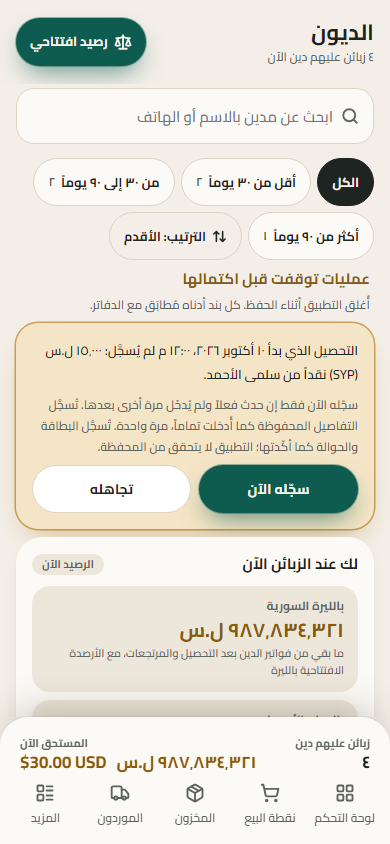 الديون
رصيد افتتاحي
٤ زبائن عليهم دين الآن
ابحث عن مدين بالاسم أو الهاتف
الكل
أقل من ٣٠ يوماً ٢
من ٣٠ إلى ٩٠ يوماً ٢
أكثر من ٩٠ يوماً ١
الترتيب: الأقدم
عمليات توقفت قبل اكتمالها
أُغلق التطبيق أثناء الحفظ. كل بند أدناه مُطابَق مع الدفاتر.
التحصيل الذي بدأ ١٠ أكتوبر ٢٠٢٦، ١٢:٠٠ م لم يُسجَّل: ١٥,٠٠٠ ل.س
(SYP) نقداً من سلمى الأحمد.
سجّله الآن فقط إن حدث فعلاً ولم يُدخَل مرة أخرى بعدها. تُسجَّل
التفاصيل المحفوظة كما أُدخلت تماماً، مرة واحدة. تُسجَّل البطاقة
والحوالة كما أكّدتها؛ التطبيق لا يتحقق من المحفظة.
سجّله الآن
تجاهله
لك عند الزبائن الآن
الرصيد الآن
بالليرة السورية
٩٨٧,٨٣٤,٣٢١ ل.س
ما بقي من فواتير الدين بعد التحصيل والمرتجعات، مع الأرصدة
الافتتاحية بالليرة
زبائن عليهم دين
المستحق الآن
٤
٩٨٧,٨٣٤,٣٢١ ل.س
$30.00 USD
لوحة التحكم
نقطة البيع
المخزون
الموردون
المزيد